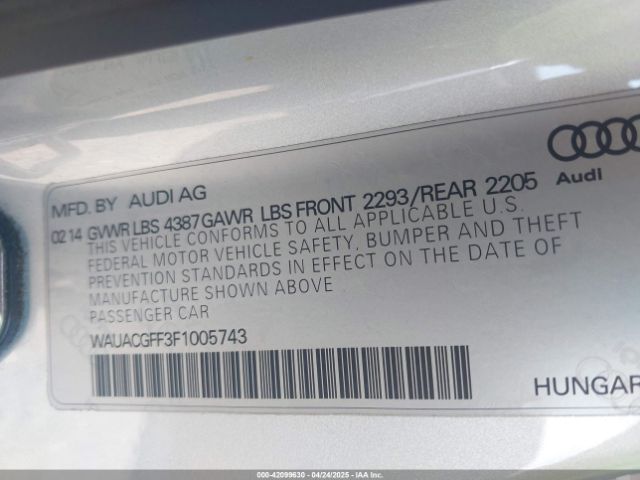 MFD. BY AUDI AG
Audi
02 14 GVWR LBS 4387 GAWR LBS FRONT 2293/REAR 2205
THIS VEHICLE CONFORMS TO ALL APPLICABLE U.S.
FEDERAL MOTOR VEHICLE SAFETY, BUMPER AND THEFT
PREVENTION STANDARDS IN EFFECT ON THE DATE OF
MANUFACTURE SHOWN ABOVE
PASSENGER CAR
WAUACGFF3F1005743
HUNGAR
000-42099630 - 04/24/2025 - IAAI.COM